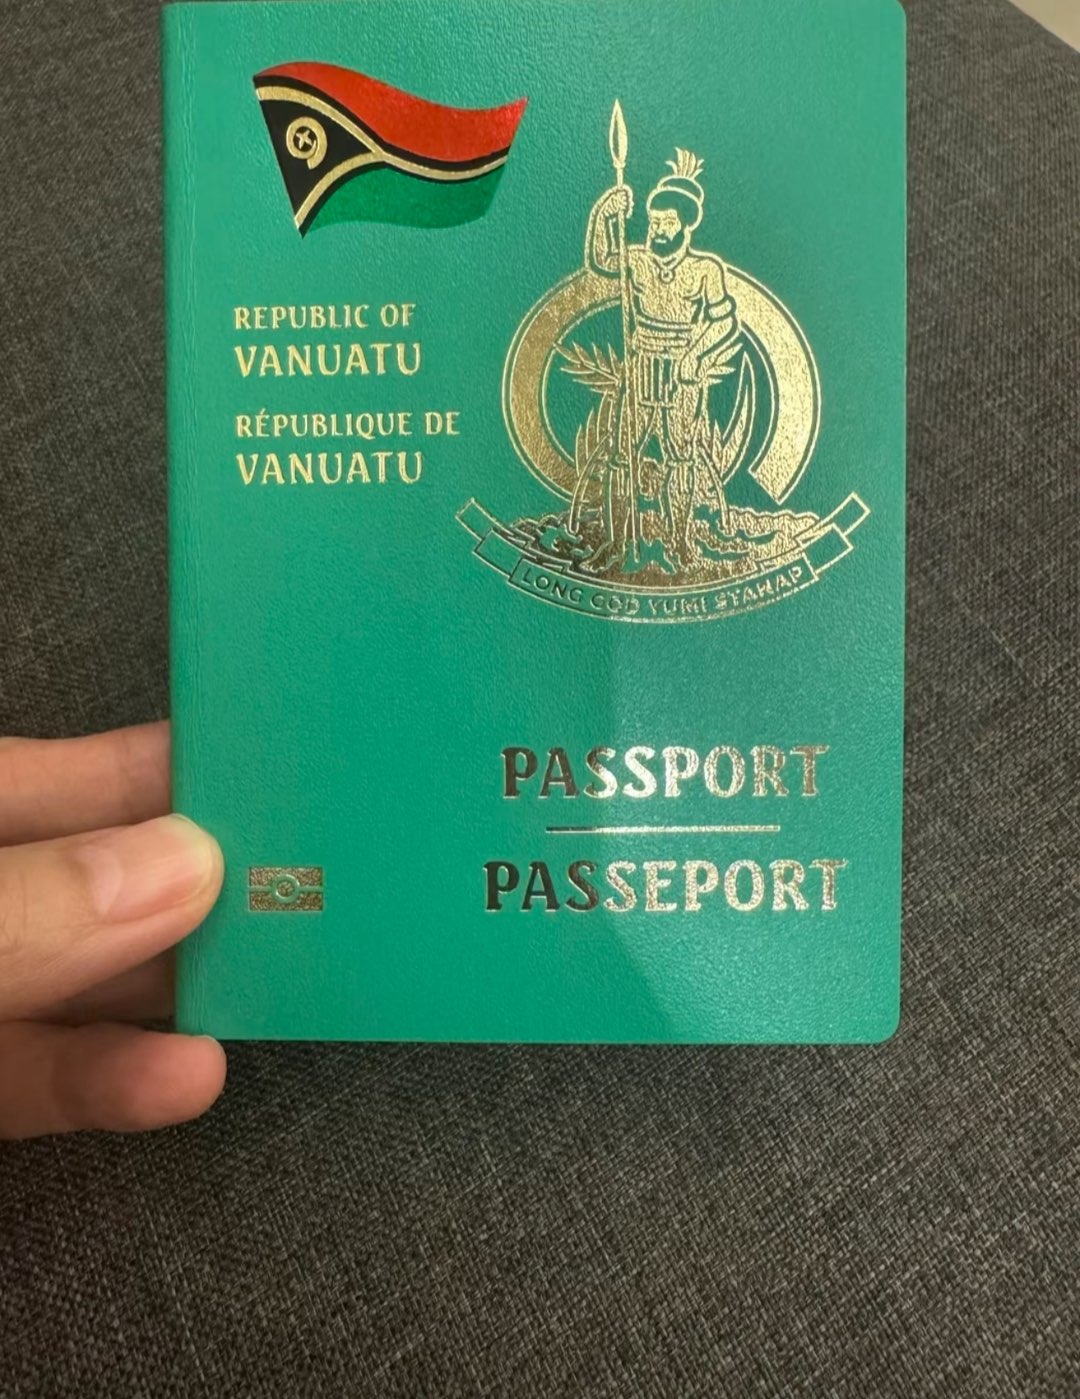 REPUBLIC OF
VANUATU
RÉPUBLIQUE DE
VANUATU
LONG GOD YUMI STANAP
PASSPORT
PASSEPORT